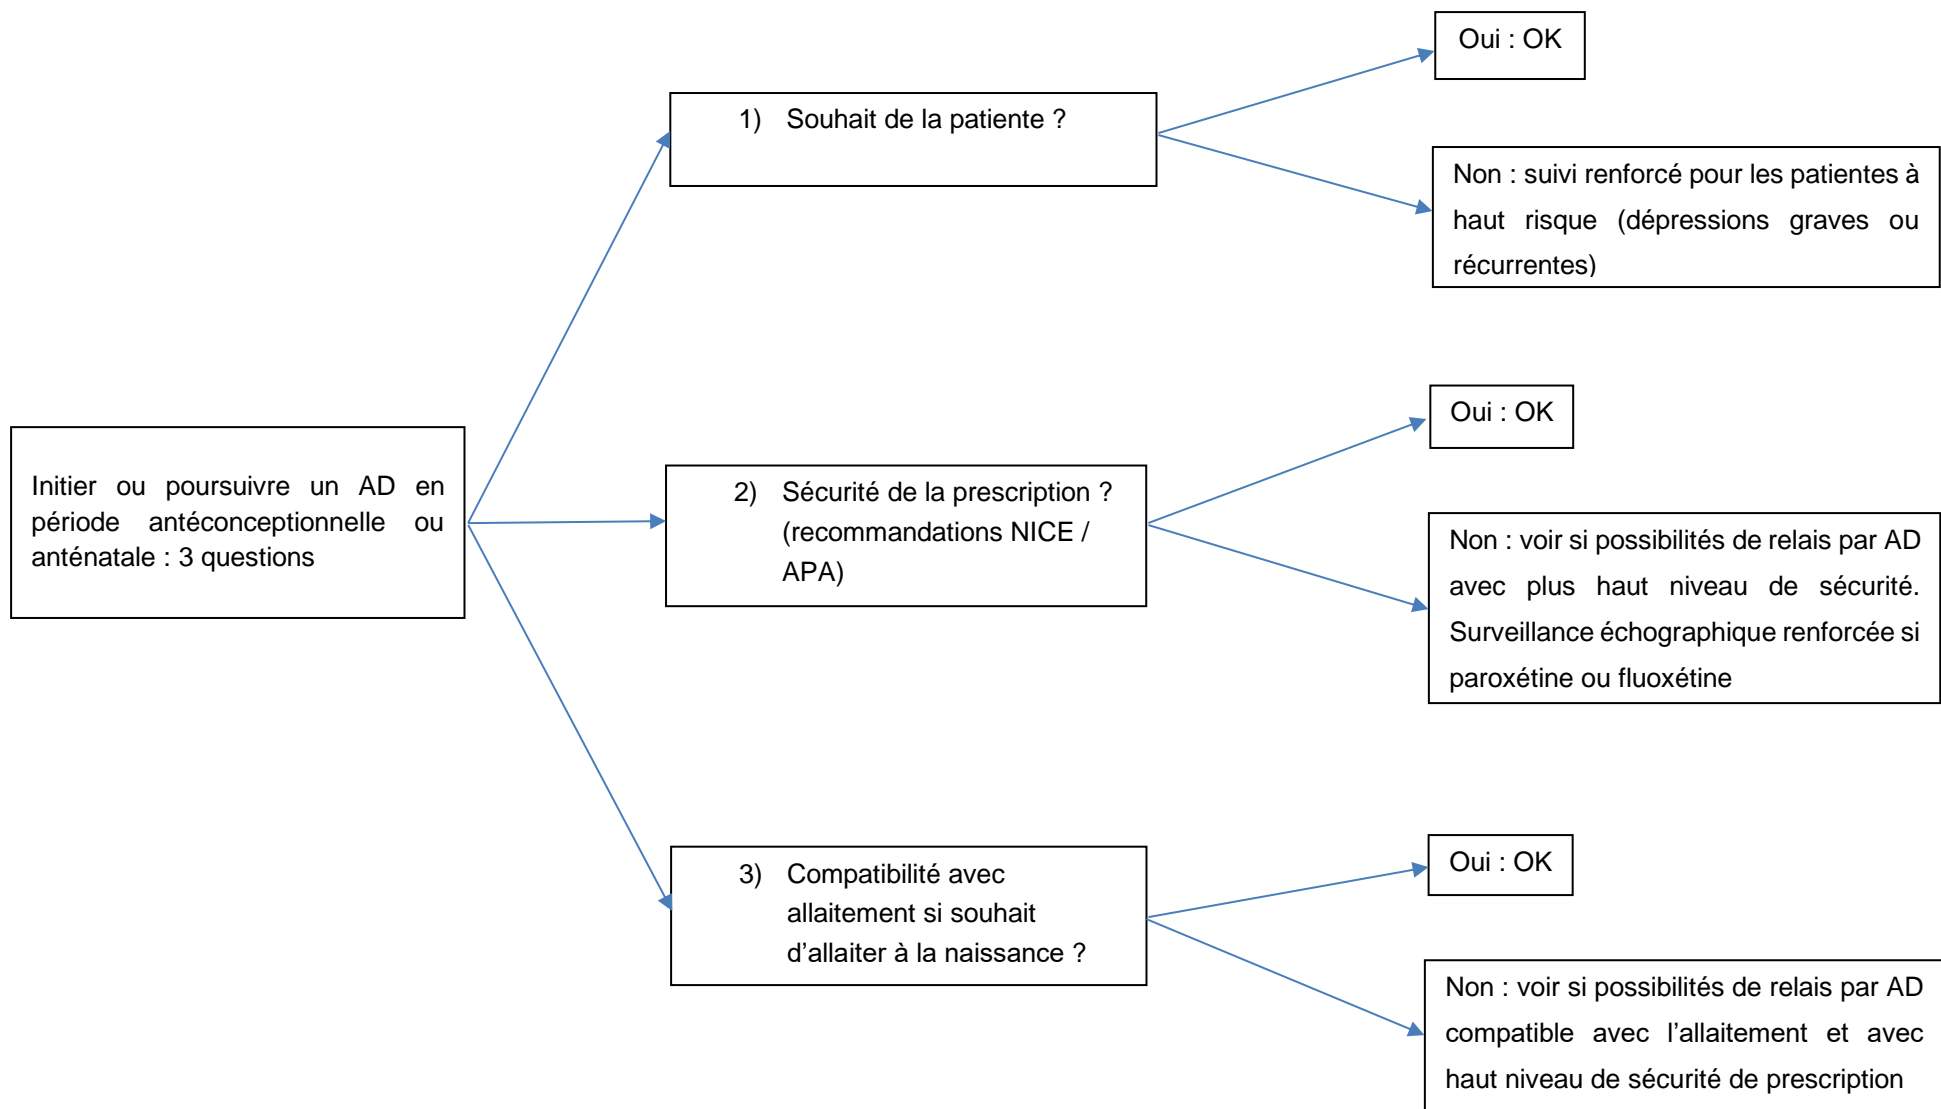 Initier ou poursuivre un AD en
période antéconceptionnelle ou
anténatale : 3 questions
1) Souhait de la patiente ?
Oui : OK
Non : suivi renforcé pour les patientes à
haut risque (dépressions graves ou
récurrentes)
2) Sécurité de la prescription ?
(recommandations NICE /
APA)
Oui : OK
Non : voir si possibilités de relais par AD
avec plus haut niveau de sécurité.
Surveillance échographique renforcée si
paroxétine ou fluoxétine
3) Compatibilité avec
allaitement si souhait
d’allaiter à la naissance ?
Oui : OK
Non : voir si possibilités de relais par AD
compatible avec l’allaitement et avec
haut niveau de sécurité de prescription